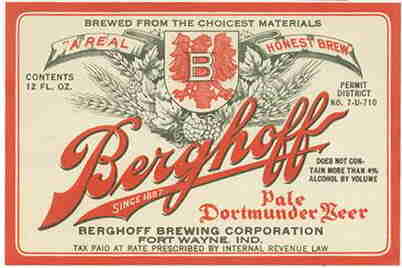 BREWED FROM THE CHOICEST MATERIALS
"A REAL HONEST BREW"
B
CONTENTS
12 FL. OZ.
PERMIT
DISTRICT
NO. 7-U-710
Berghoff
SINCE 1887
DOES NOT CON-
TAIN MORE THAN 4%
ALCOHOL BY VOLUME
Pale
Dortmunder Beer
BERGHOFF BREWING CORPORATION
FORT WAYNE, IND.
TAX PAID AT RATE PRESCRIBED BY INTERNAL REVENUE LAW